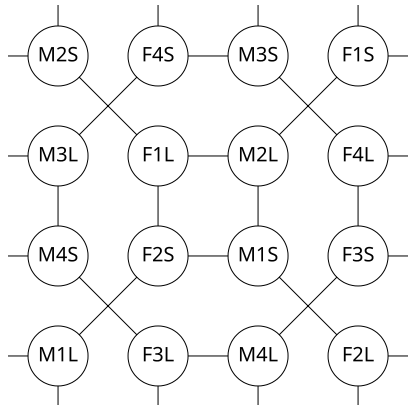 M2S F4S M3S F1S
M3L F1L M2L F4L
M4S F2S M1S F3S
M1L F3L M4L F2L